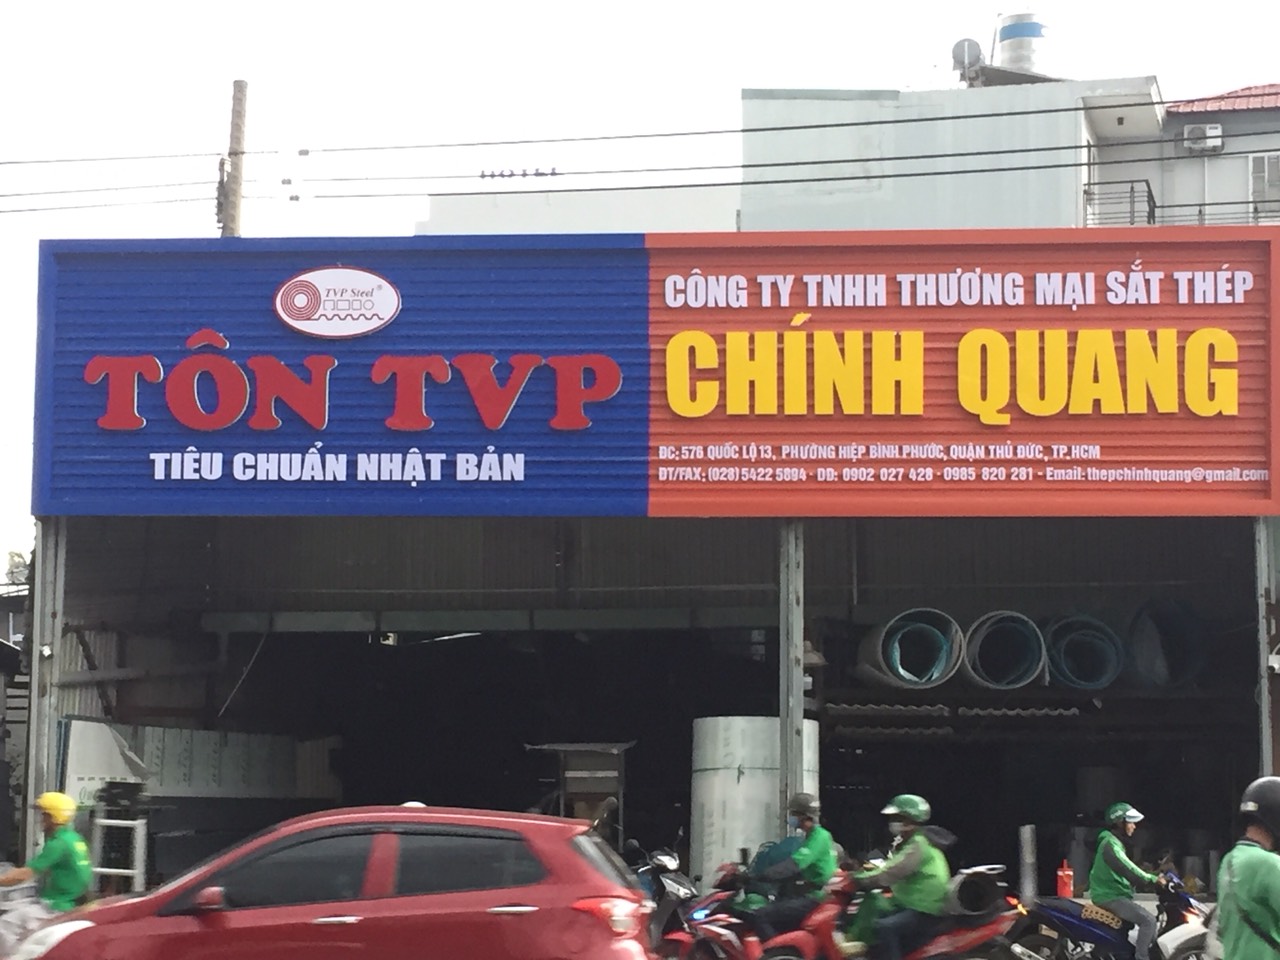 TVP Steel®
TÔN TVP
TIÊU CHUẨN NHẬT BẢN
CÔNG TY TNHH THƯƠNG MẠI SẮT THÉP
CHÍNH QUANG
ĐC: 576 QUỐC LỘ 13, PHƯỜNG HIỆP BÌNH PHƯỚC, QUẬN THỦ ĐỨC, TP.HCM
ĐT/FAX: (028) 5422 5894 - DĐ: 0902 027 428 - 0985 820 281 - Email: thepchinhquang@gmail.com